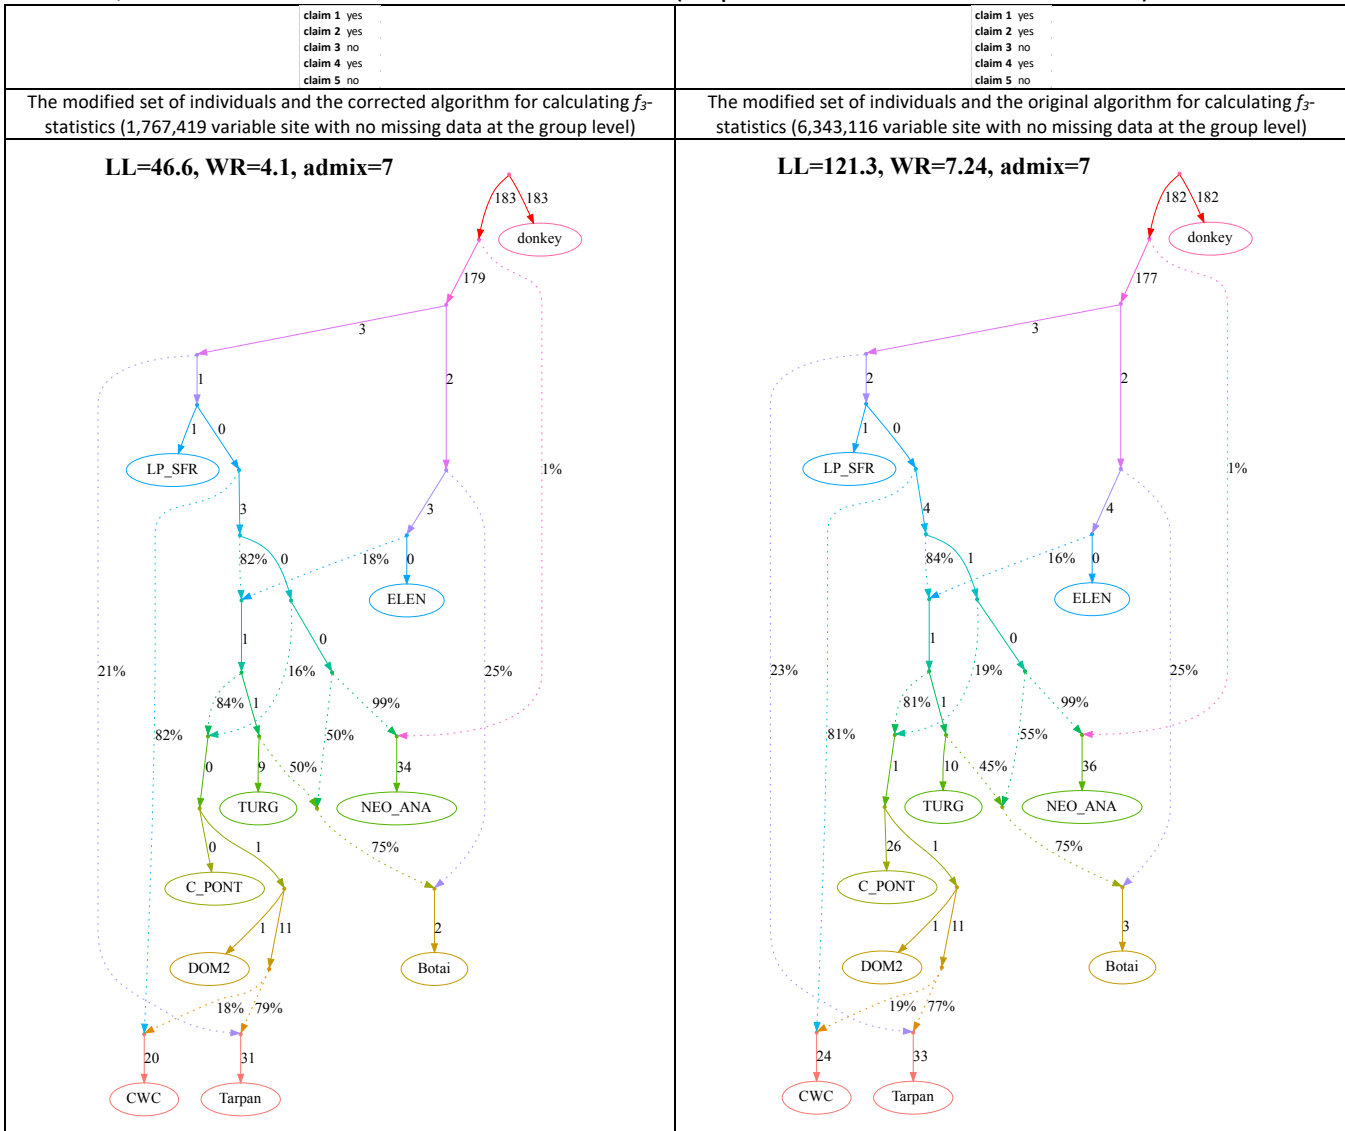 claim 1 yes
claim 2 yes
claim 3 no
claim 4 yes
claim 5 no
The modified set of individuals and the corrected algorithm for calculating f3-
statistics (1,767,419 variable site with no missing data at the group level)
LL=46.6, WR=4.1, admix=7
183 183
donkey
179
3
1
2
1 0
LP_SFR
1%
3
3
82% 0
18%
0
ELEN
1
0
21%
16%
25%
84% 1
99%
82%
50%
0
9
50%
34
TURG
NEO_ANA
0
1
75%
C_PONT
1 11
2
DOM2
Botai
18% 79%
20
31
CWC
Tarpan
claim 1 yes
claim 2 yes
claim 3 no
claim 4 yes
claim 5 no
The modified set of individuals and the original algorithm for calculating f3-
statistics (6,343,116 variable site with no missing data at the group level)
LL=121.3, WR=7.24, admix=7
182 182
donkey
177
3
2
2
1 0
LP_SFR
1%
4
4
84% 1
16%
0
ELEN
1
0
23%
19%
25%
81% 1
99%
81%
55%
1
10
45%
36
TURG
NEO_ANA
26
1
75%
C_PONT
1 11
3
DOM2
Botai
19% 77%
24
33
CWC
Tarpan